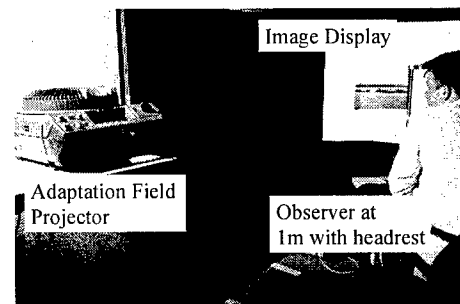 Image Display
Adaptation Field
Projector
Observer at
1m with headrest